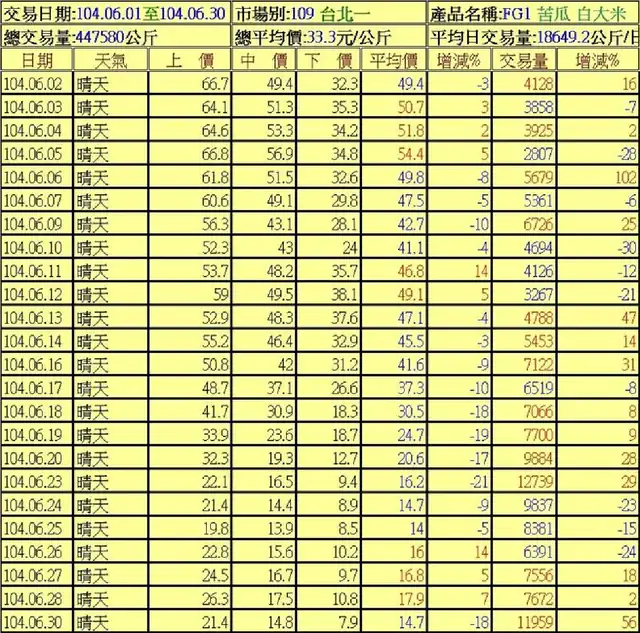 交易日期:104.06.01至104.06.30 市場別:109 台北一 產品名稱:FG1 苦瓜 白大米
總交易量:447580公斤 總平均價:33.3元/公斤 平均日交易量:18649.2公斤/日
日期 天氣 上 價 中 價 下 價 平均價 增減% 交易量 增減%
104.06.02 晴天 66.7 49.4 32.3 49.4 -3 4128 16
104.06.03 晴天 64.1 51.3 35.3 50.7 3 3858 -7
104.06.04 晴天 64.6 53.3 34.2 51.8 2 3925 2
104.06.05 晴天 66.8 56.9 34.8 54.4 5 2807 -28
104.06.06 晴天 61.8 51.5 32.6 49.8 -8 5679 102
104.06.07 晴天 60.6 49.1 29.8 47.5 -5 5361 -6
104.06.09 晴天 56.3 43.1 28.1 42.7 -10 6726 25
104.06.10 晴天 52.3 43 24 41.1 -4 4694 -30
104.06.11 晴天 53.7 48.2 35.7 46.8 14 4126 -12
104.06.12 晴天 59 49.5 38.1 49.1 5 3267 -21
104.06.13 晴天 52.9 48.3 37.6 47.1 -4 4788 47
104.06.14 晴天 55.2 46.4 32.9 45.5 -3 5453 14
104.06.16 晴天 50.8 42 31.2 41.6 -9 7122 31
104.06.17 晴天 48.7 37.1 26.6 37.3 -10 6519 -8
104.06.18 晴天 41.7 30.9 18.3 30.5 -18 7066 8
104.06.19 晴天 33.9 23.6 18.7 24.7 -19 7700 9
104.06.20 晴天 32.3 19.3 12.7 20.6 -17 9884 28
104.06.23 晴天 22.1 16.5 9.4 16.2 -21 12739 29
104.06.24 晴天 21.4 14.4 8.9 14.7 -9 9837 -23
104.06.25 晴天 19.8 13.9 8.5 14 -5 8381 -15
104.06.26 晴天 22.8 15.6 10.2 16 14 6391 -24
104.06.27 晴天 24.5 16.7 9.7 16.8 5 7556 18
104.06.28 晴天 26.3 17.5 10.8 17.9 7 7672 2
104.06.30 晴天 21.4 14.8 7.9 14.7 -18 11959 56